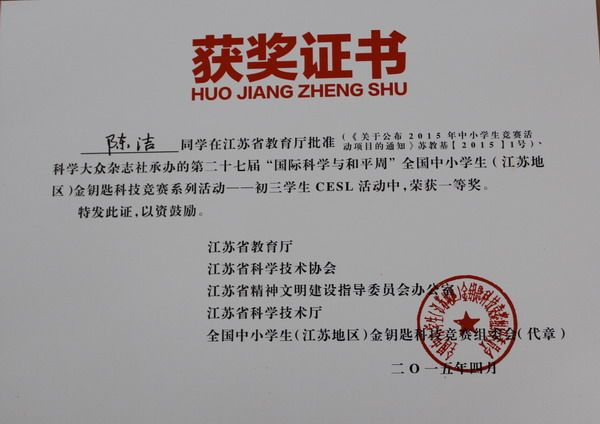 获奖证书
HUO JIANG ZHENG SHU
陈洁 同学在江苏省教育厅批准(《关于公布2015年中小学生竞赛活动项目的通知》苏教基【2015】1号)、
科学大众杂志社承办的第二十七届“国际科学与和平周”全国中小学生(江苏地
区)金钥匙科技竞赛系列活动——初三学生CESL活动中,荣获一等奖。
特发此证,以资鼓励。
江苏省教育厅
江苏省科学技术协会
江苏省精神文明建设指导委员会办公室
江苏省科学技术厅
全国中小学生(江苏地区)金钥匙科技竞赛组委会(代章)
二〇一五年四月